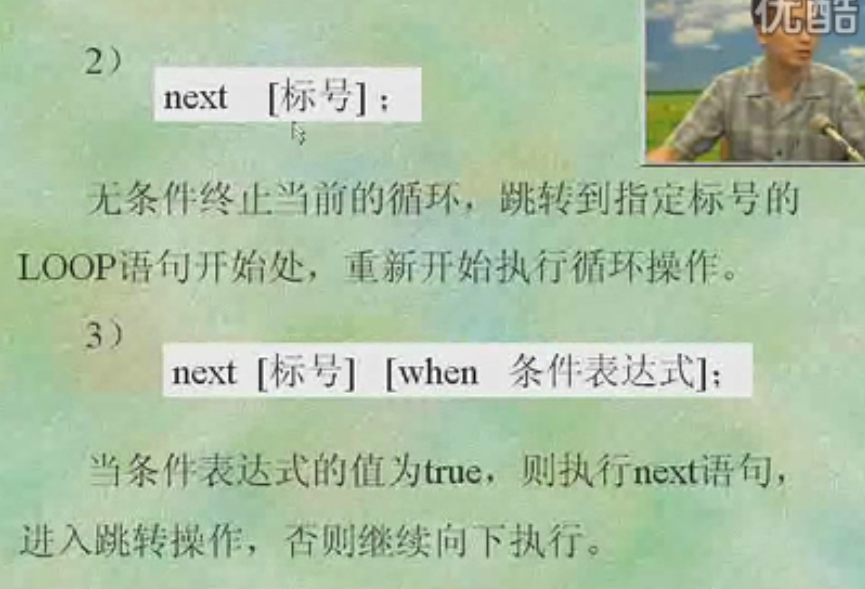 优酷
2）
next [标号]；
无条件终止当前的循环，跳转到指定标号的
LOOP语句开始处，重新开始执行循环操作。
3）
next [标号] [when 条件表达式];
当条件表达式的值为true，则执行next语句，
进入跳转操作，否则继续向下执行。